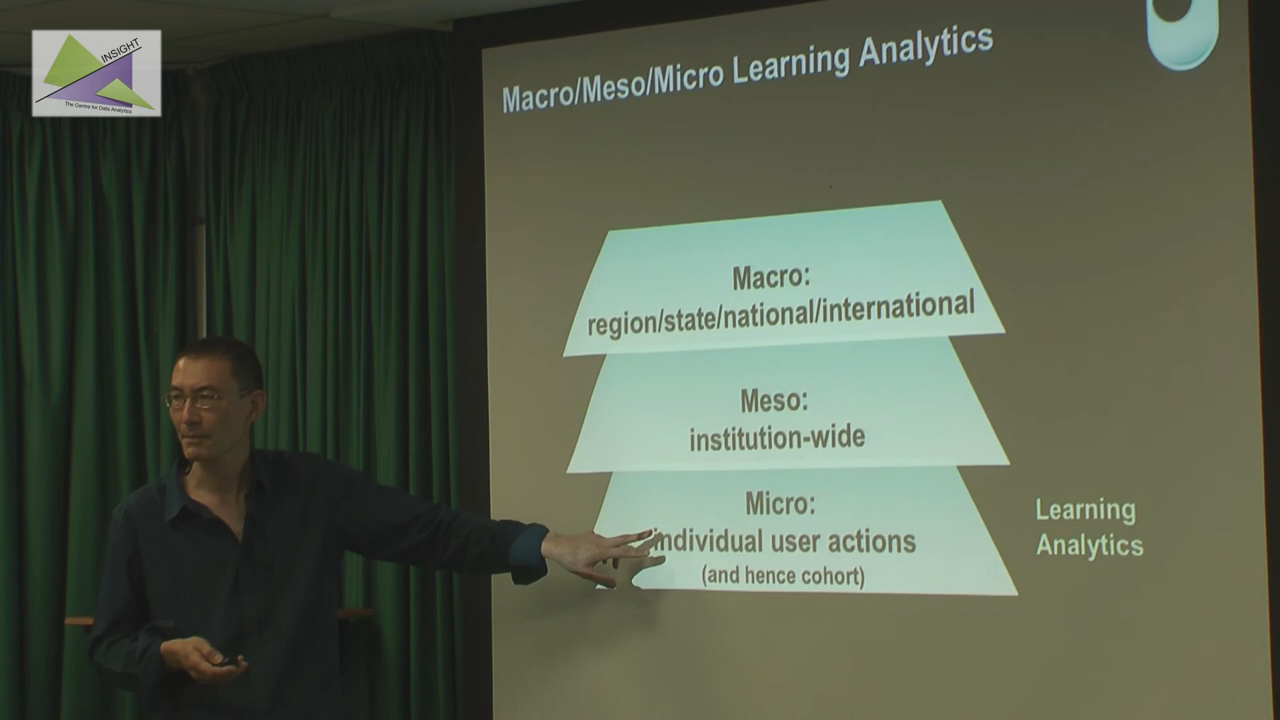 INSIGHT
The Centre for Data Analytics
Macro/Meso/Micro Learning Analytics
Macro:
region/state/national/international
Meso:
institution-wide
Micro:
individual user actions
(and hence cohort)
Learning
Analytics